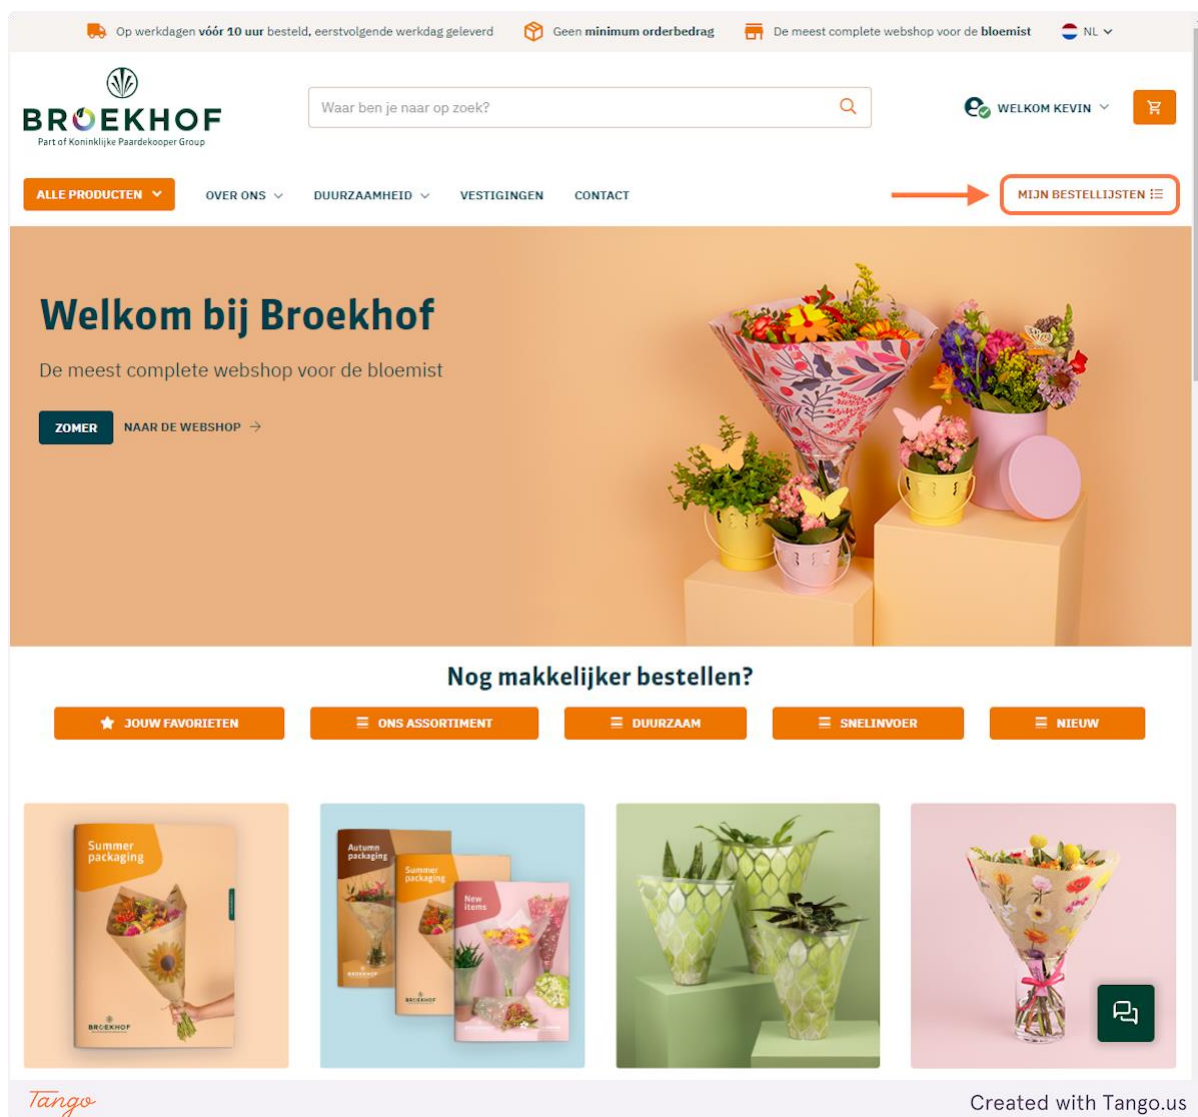 Op werkdagen vóór 10 uur besteld, eerstvolgende werkdag geleverd
Geen minimum orderbedrag
De meest complete webshop voor de bloemist
NL
BROEKHOF
Part of Koninklijke Paardekooper Group
Waar ben je naar op zoek?
WELKOM KEVIN
ALLE PRODUCTEN
OVER ONS
DUURZAAMHEID
VESTIGINGEN
CONTACT
MIJN BESTELLIJSTEN
Welkom bij Broekhof
De meest complete webshop voor de bloemist
ZOMER
NAAR DE WEBSHOP
Nog makkelijker bestellen?
JOUW FAVORIETEN
ONS ASSORTIMENT
DUURZAAM
SNELINVOER
NIEUW
Summer
packaging
BROEKHOF
Autumn
packaging
Summer
packaging
New
items
BROEKHOF
BROEKHOF
Tango
Created with Tango.us